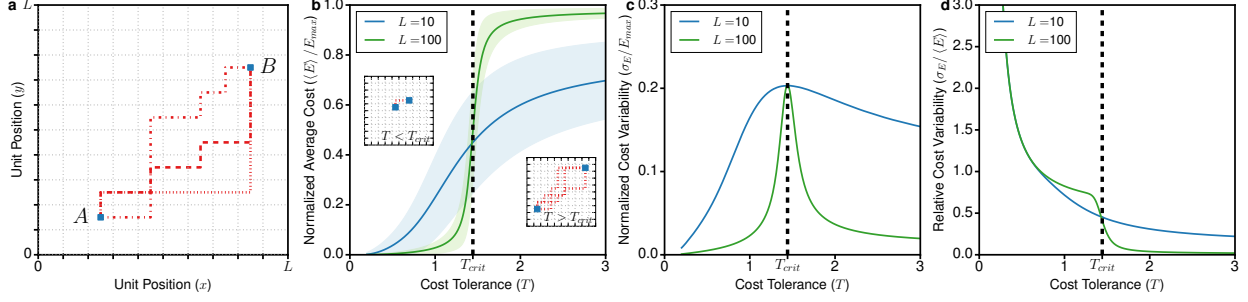 a
L
Unit Position (y)
A
B
0
0
L
Unit Position (x)
b
1.0
0.8
0.6
0.4
0.2
0.0
Normalized Average Cost (⟨E⟩ / E_max)
L = 10
L = 100
T < T_crit
T > T_crit
0
1
T_crit
2
3
Cost Tolerance (T)
c
0.3
0.2
0.1
0
Normalized Cost Variability (σ_E / E_max)
L = 10
L = 100
0
1
T_crit
2
3
Cost Tolerance (T)
d
3.0
2.5
2.0
1.5
1.0
0.5
0.0
Relative Cost Variability (σ_E / ⟨E⟩)
L = 10
L = 100
0
1
T_crit
2
3
Cost Tolerance (T)